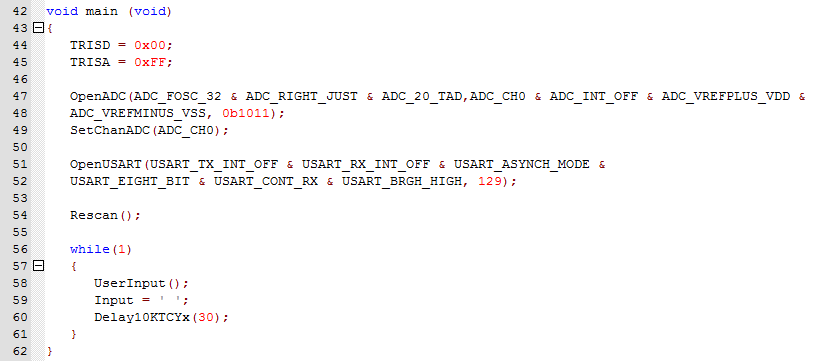 42 void main (void)
43 {
44 TRISD = 0x00;
45 TRISA = 0xFF;
46
47 OpenADC(ADC_FOSC_32 & ADC_RIGHT_JUST & ADC_20_TAD,ADC_CH0 & ADC_INT_OFF & ADC_VREFPLUS_VDD &
48 ADC_VREFMINUS_VSS, 0b1011);
49 SetChanADC(ADC_CH0);
50
51 OpenUSART(USART_TX_INT_OFF & USART_RX_INT_OFF & USART_ASYNCH_MODE &
52 USART_EIGHT_BIT & USART_CONT_RX & USART_BRGH_HIGH, 129);
53
54 Rescan();
55
56 while(1)
57 {
58 UserInput();
59 Input = ' ';
60 Delay10KTCYx(30);
61 }
62 }